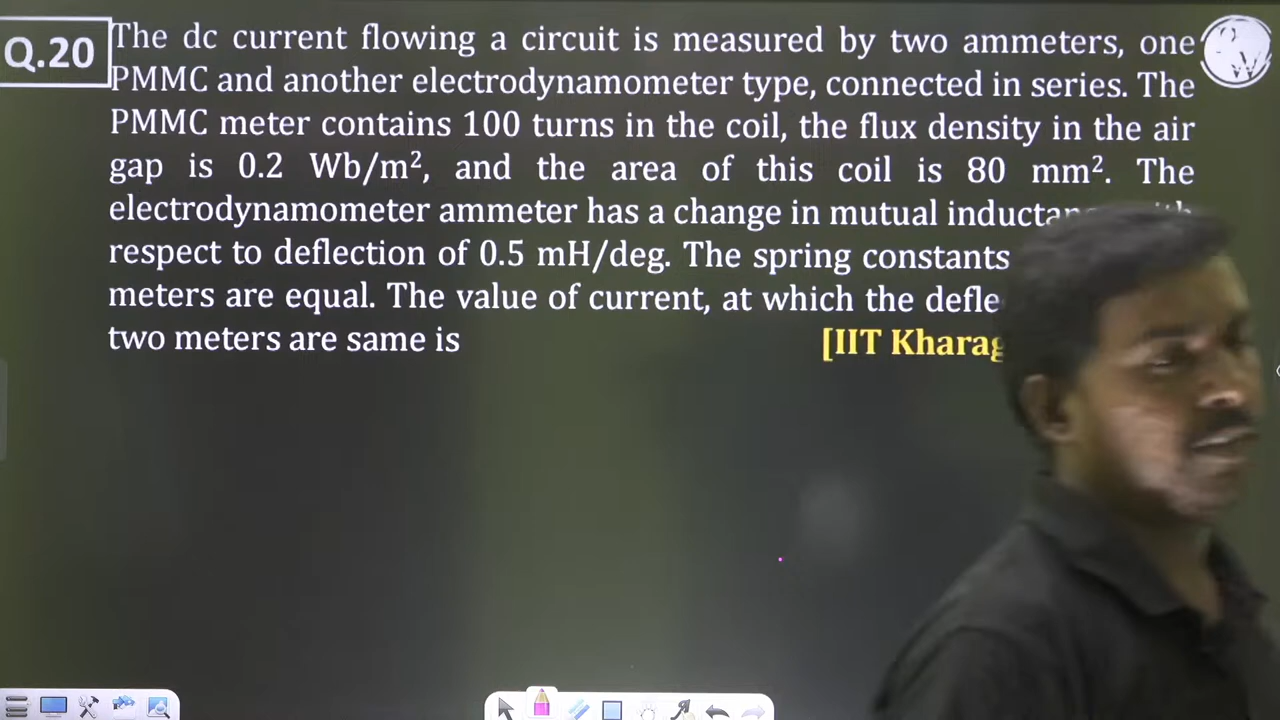 Q.20
The dc current flowing a circuit is measured by two ammeters, one
PMMC and another electrodynamometer type, connected in series. The
PMMC meter contains 100 turns in the coil, the flux density in the air
gap is 0.2 Wb/m², and the area of this coil is 80 mm². The
electrodynamometer ammeter has a change in mutual
respect to deflection of 0.5 mH/deg. The spring constants
meters are equal. The value of current, at which the
two meters are same is
[IIT